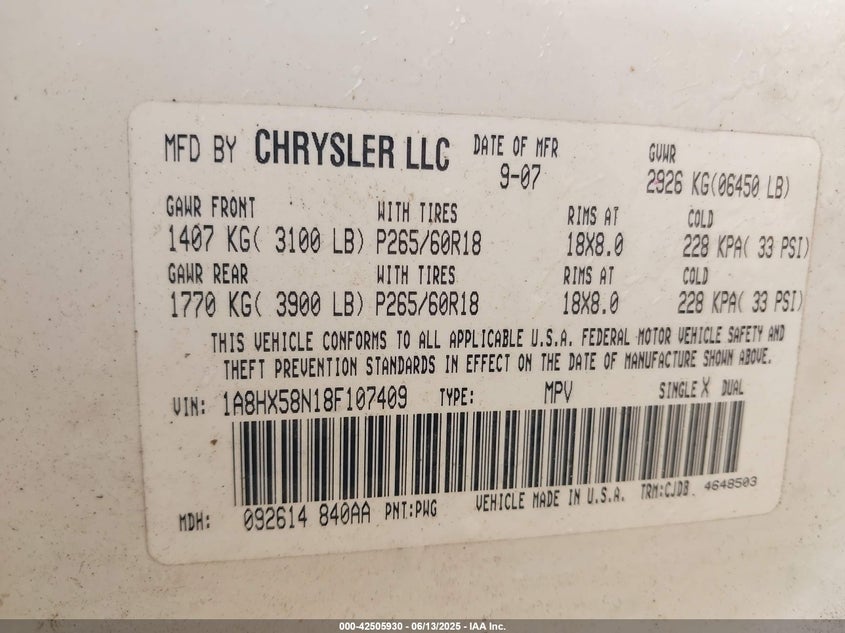 MFD BY CHRYSLER LLC DATE OF MFR 9-07 GVWR 2926 KG(06450 LB)
GAWR FRONT WITH TIRES RIMS AT COLD
1407 KG( 3100 LB) P265/60R18 18X8.0 228 KPA( 33 PSI)
GAWR REAR WITH TIRES RIMS AT COLD
1770 KG( 3900 LB) P265/60R18 18X8.0 228 KPA( 33 PSI)
THIS VEHICLE CONFORMS TO ALL APPLICABLE U.S.A. FEDERAL MOTOR VEHICLE SAFETY AND
THEFT PREVENTION STANDARDS IN EFFECT ON THE DATE OF MANUFACTURE SHOWN ABOVE.
VIN: 1A8HX58N18F107409 TYPE: MPV SINGLE X DUAL
MDH: 092614 840AA PNT:PWG VEHICLE MADE IN U.S.A. TRM:CJDB 4648503
000-42505930 - 06/13/2025 - IAA Inc.